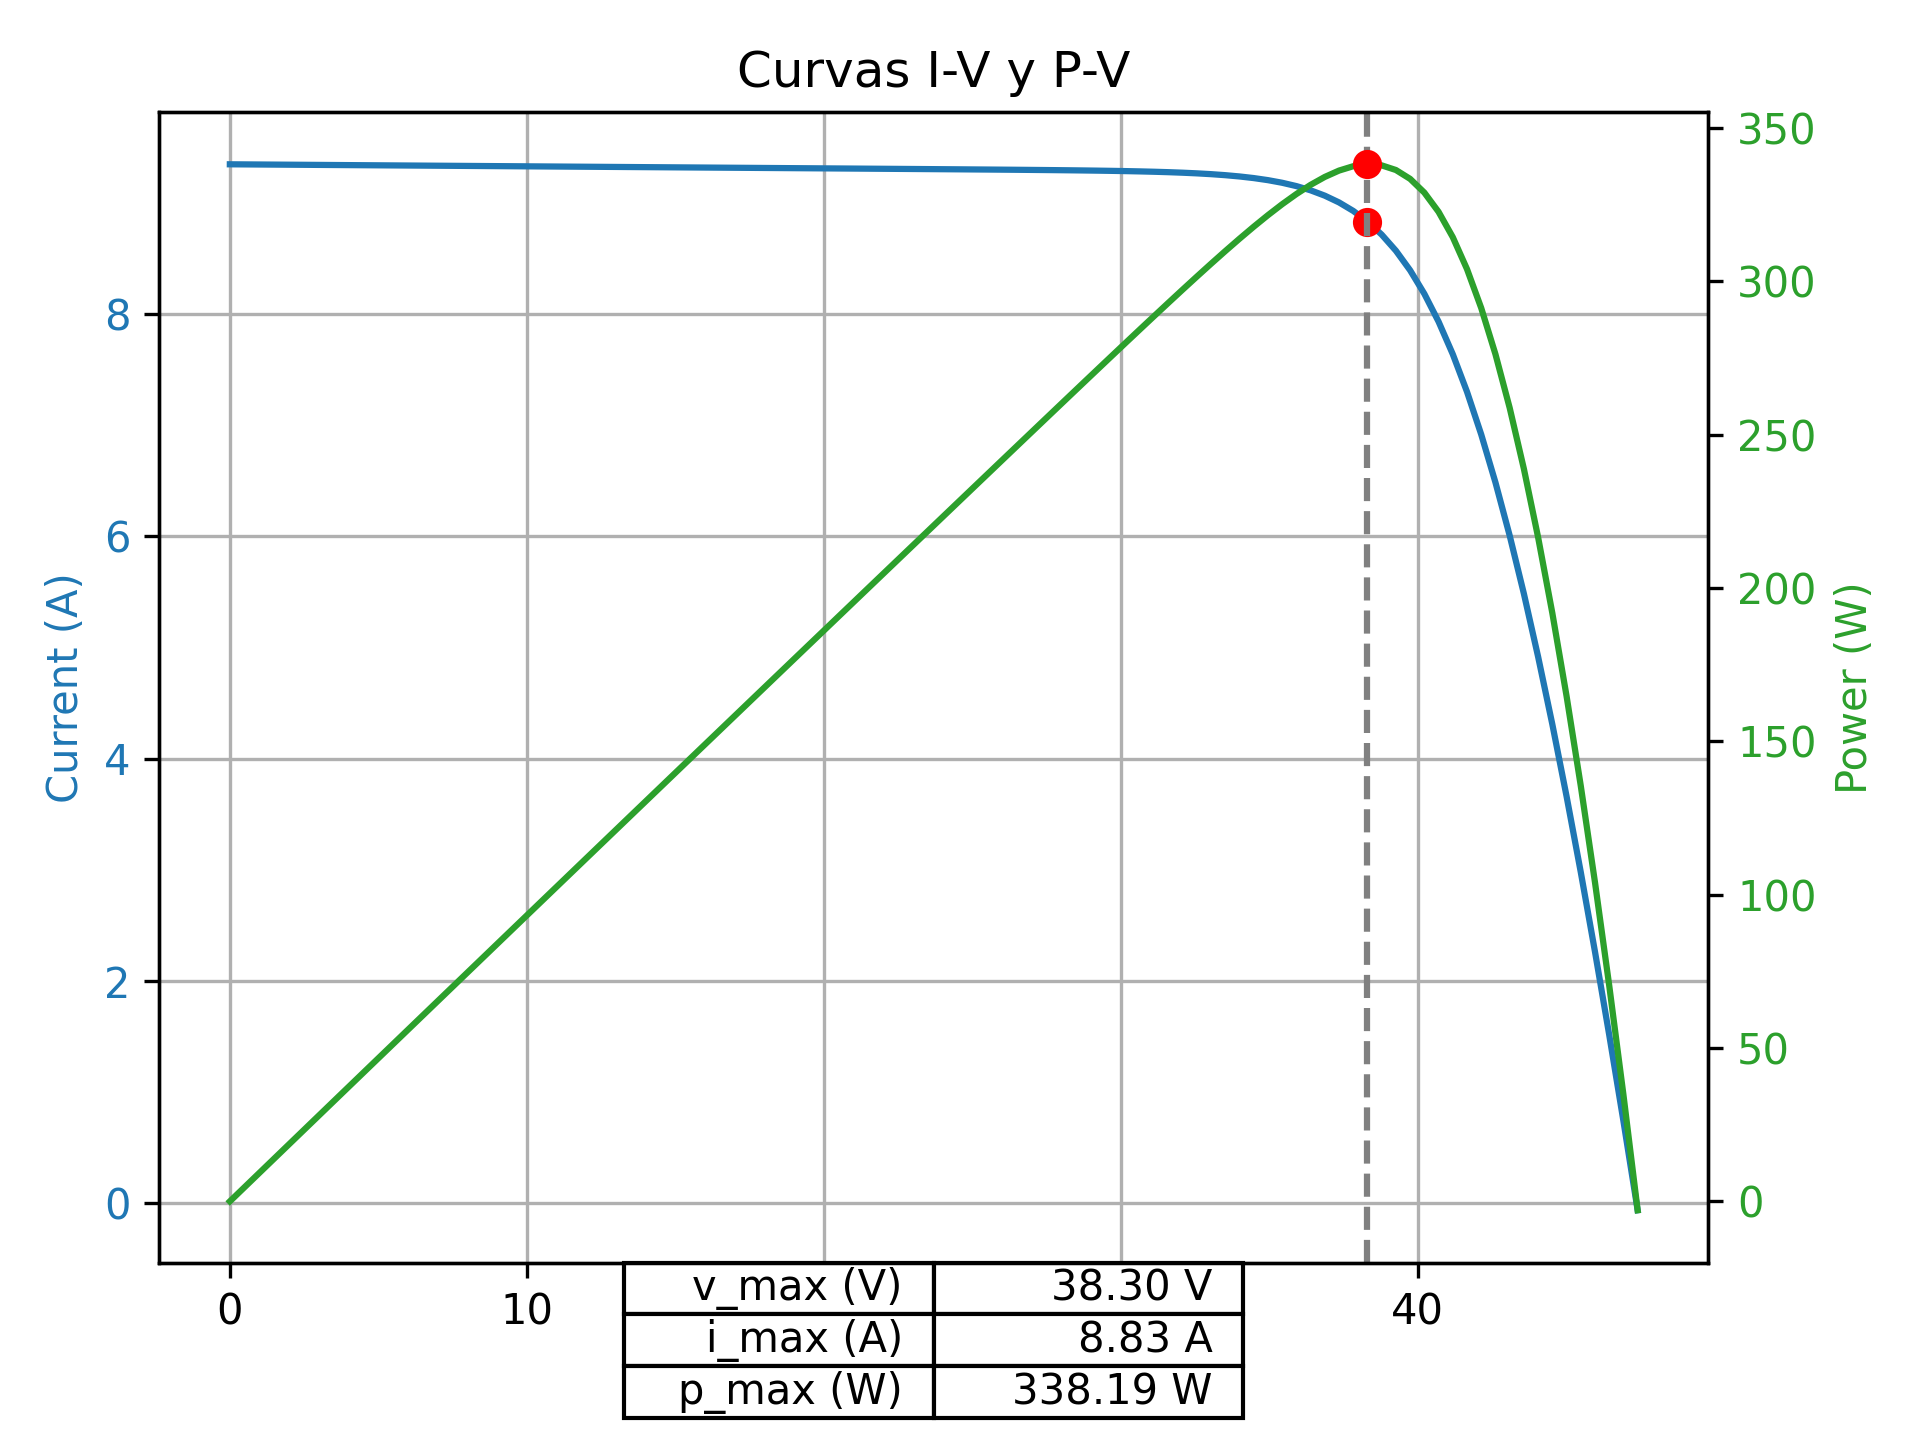 Curvas I-V y P-V
Current (A)
8
6
4
2
0
350
300
250
200
150
100
50
0
Power (W)
0
10
40
v_max (V) 38.30 V
i_max (A) 8.83 A
p_max (W) 338.19 W